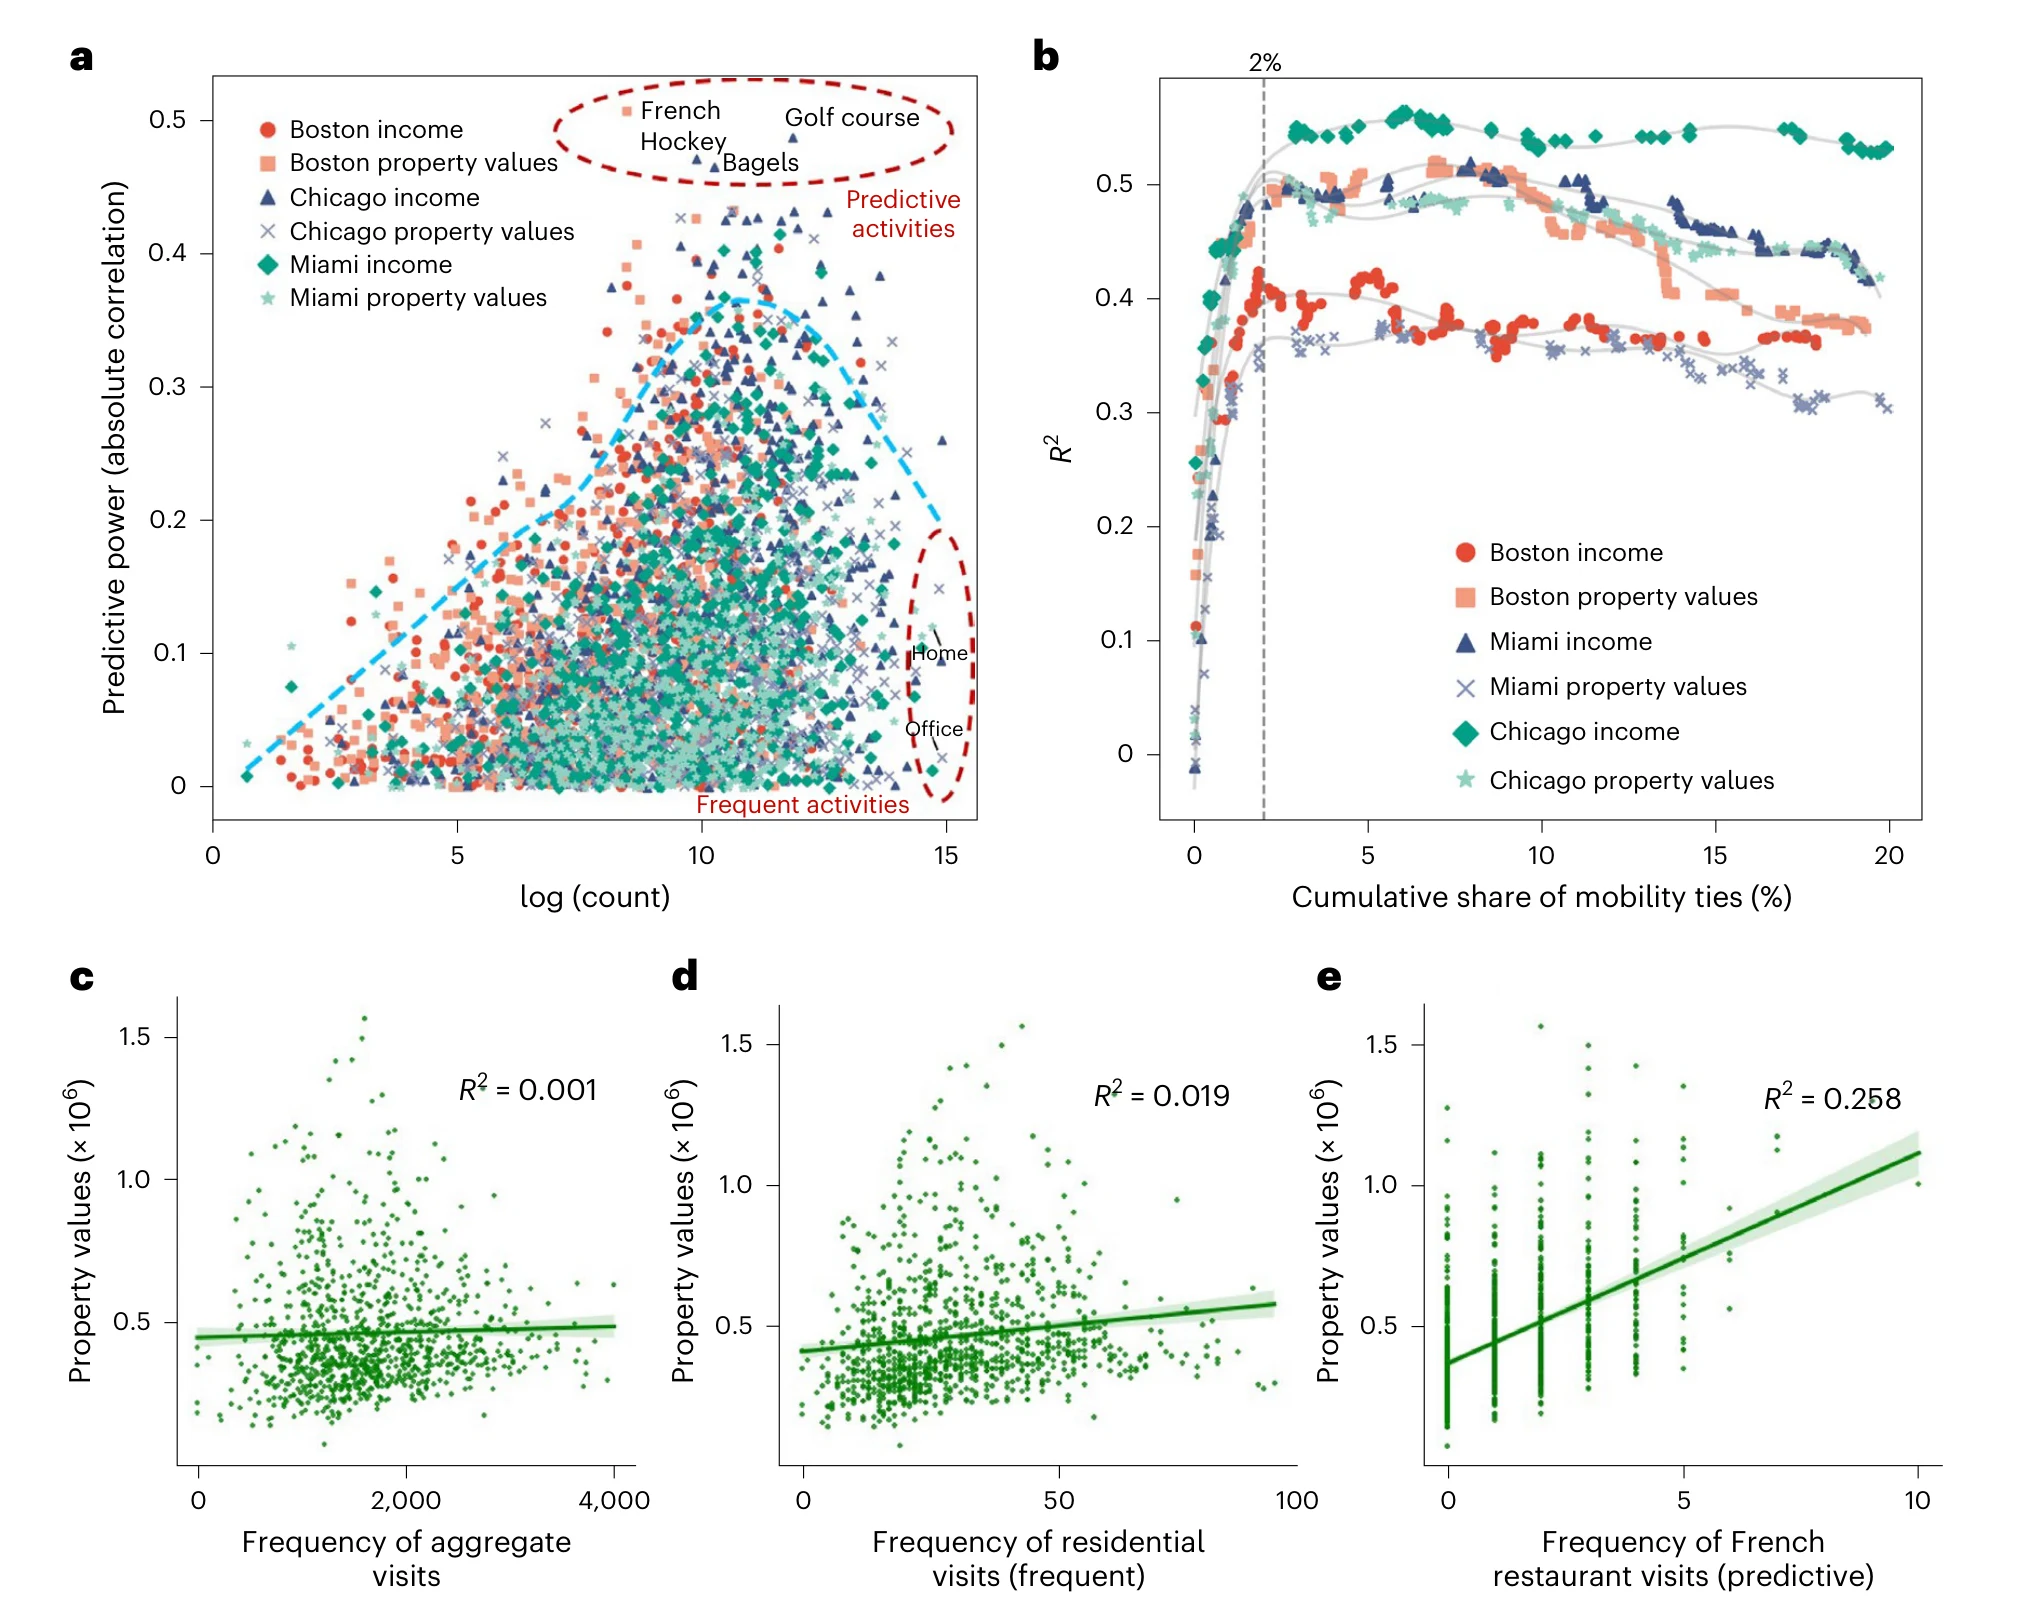 a
Predictive power (absolute correlation)
0.5
0.4
0.3
0.2
0.1
0
0
5
10
15
log (count)
Boston income
Boston property values
Chicago income
Chicago property values
Miami income
Miami property values
French
Hockey
Golf course
Bagels
Predictive
activities
Home
Office
Frequent activities
b
2%
R²
0.5
0.4
0.3
0.2
0.1
0
0
5
10
15
20
Cumulative share of mobility ties (%)
Boston income
Boston property values
Miami income
Miami property values
Chicago income
Chicago property values
c
Property values (× 10⁶)
1.5
1.0
0.5
R² = 0.001
0
2,000
4,000
Frequency of aggregate
visits
d
Property values (× 10⁶)
1.5
1.0
0.5
R² = 0.019
0
50
100
Frequency of residential
visits (frequent)
e
Property values (× 10⁶)
1.5
1.0
0.5
R² = 0.258
0
5
10
Frequency of French
restaurant visits (predictive)